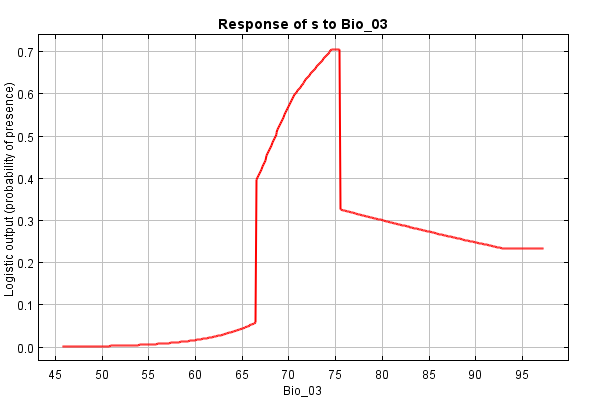 Response of s to Bio_03
Logistic output (probability of presence)
0.7
0.6
0.5
0.4
0.3
0.2
0.1
0.0
45 50 55 60 65 70 75 80 85 90 95
Bio_03